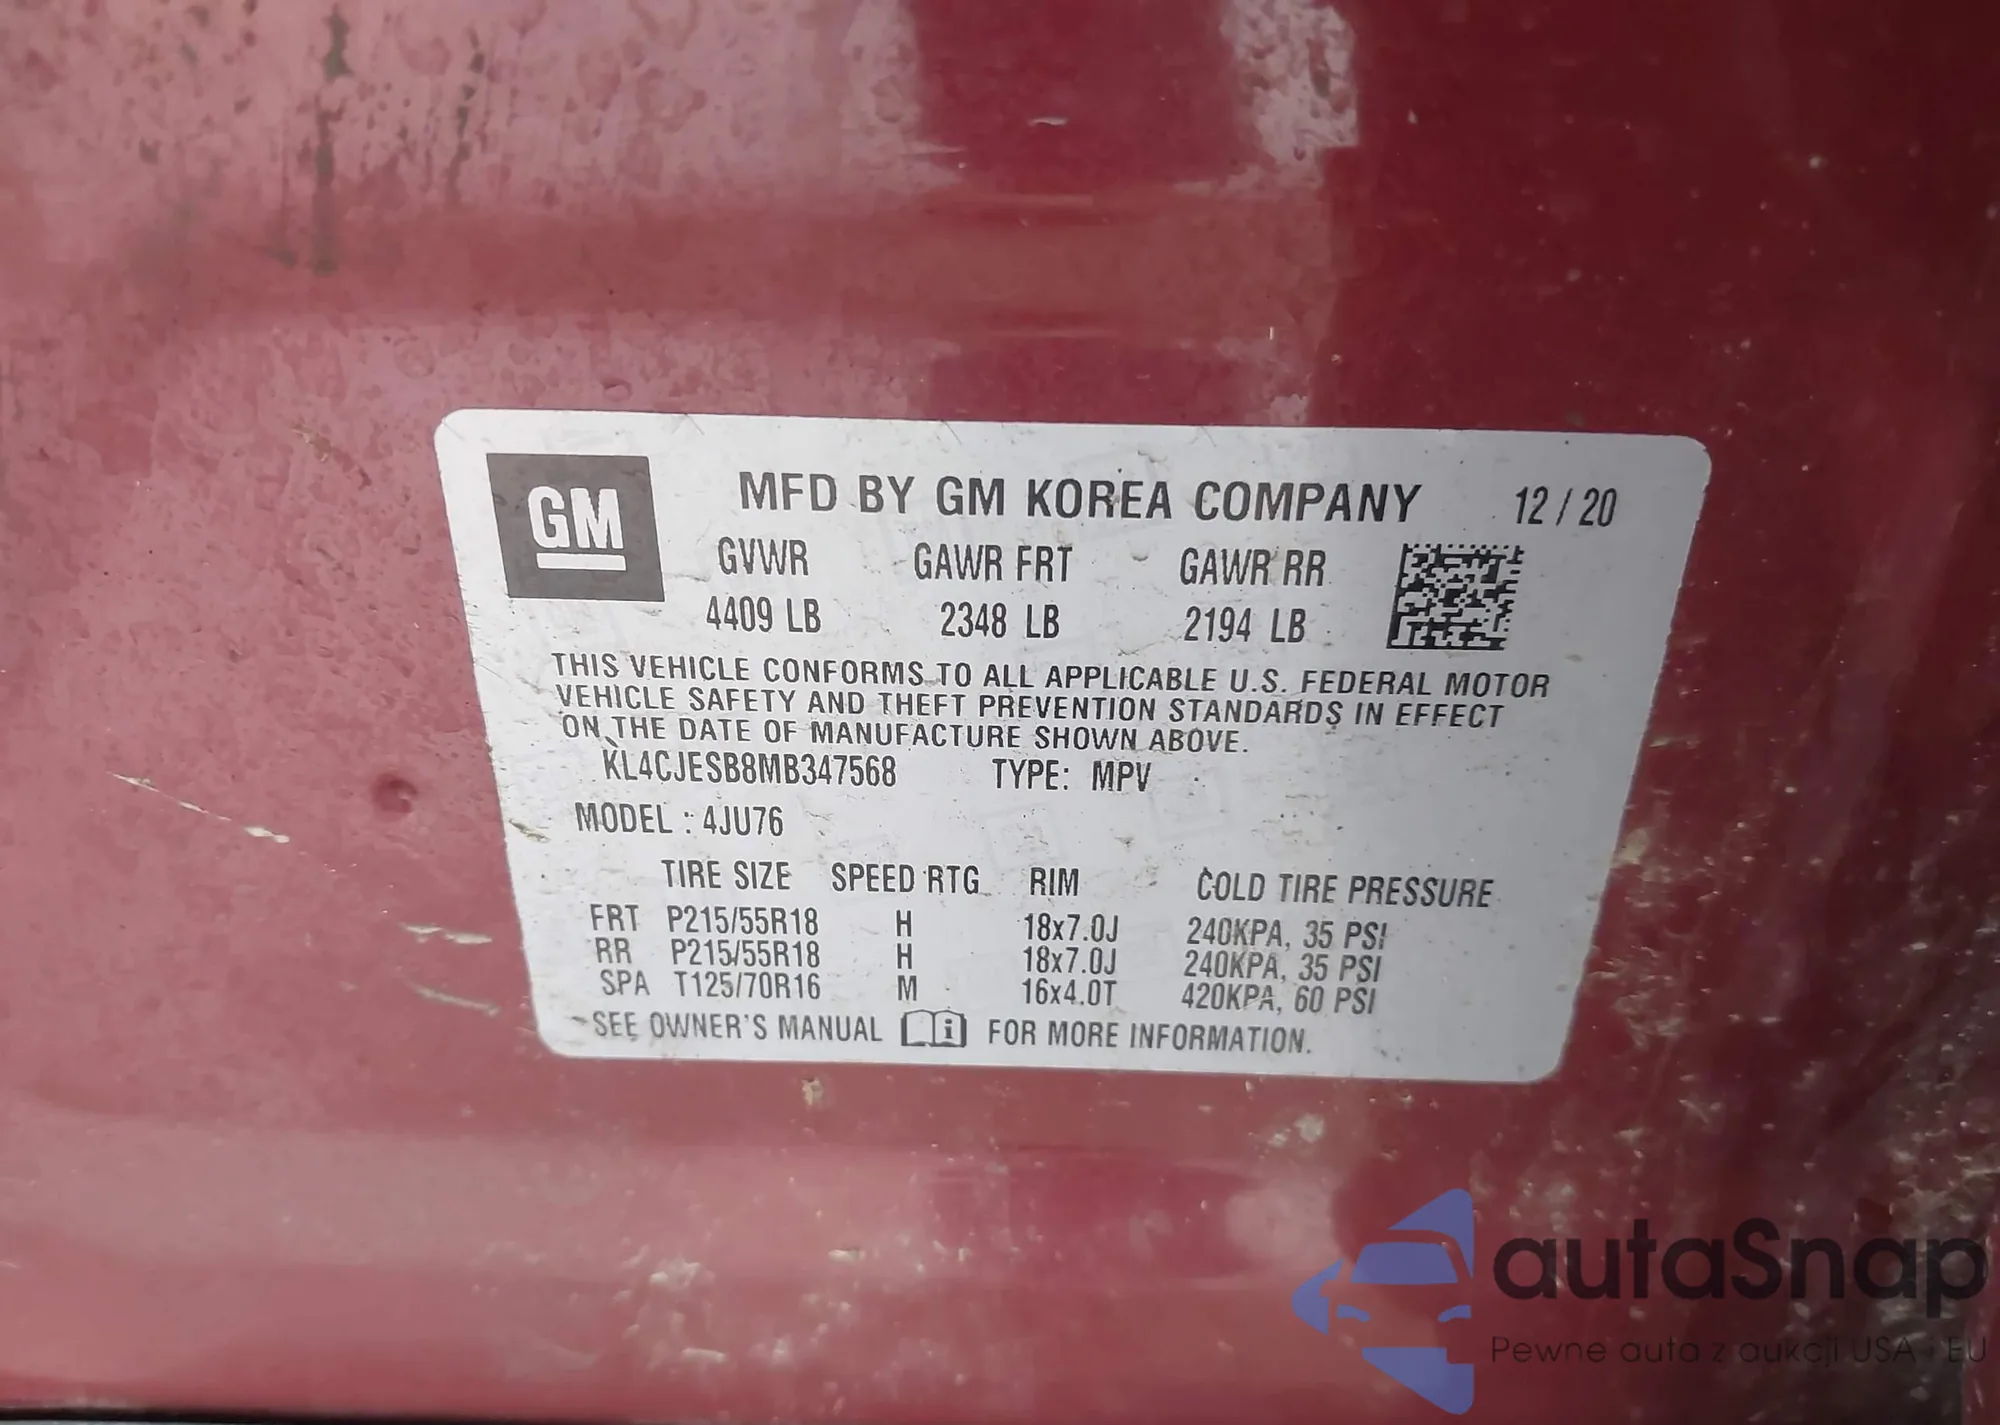 GM
MFD BY GM KOREA COMPANY 12 / 20
GVWR GAWR FRT GAWR RR
4409 LB 2348 LB 2194 LB
THIS VEHICLE CONFORMS TO ALL APPLICABLE U.S. FEDERAL MOTOR
VEHICLE SAFETY AND THEFT PREVENTION STANDARDS IN EFFECT
ON THE DATE OF MANUFACTURE SHOWN ABOVE.
KL4CJESB8MB347568 TYPE: MPV
MODEL : 4JU76
TIRE SIZE SPEED RTG RIM COLD TIRE PRESSURE
FRT P215/55R18 H 18x7.0J 240KPA, 35 PSI
RR P215/55R18 H 18x7.0J 240KPA, 35 PSI
SPA T125/70R16 M 16x4.0T 420KPA, 60 PSI
SEE OWNER'S MANUAL i FOR MORE INFORMATION.
autaSnap
Pewne auta z aukcji USA i EU